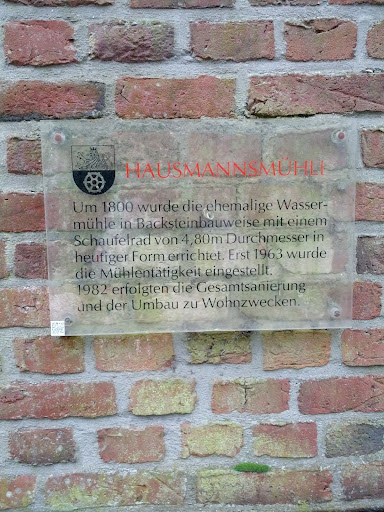 HAUSMANNSMÜHLE
Um 1800 wurde die ehemalige Wasser-
mühle in Backsteinbauweise mit einem
Schaufelrad von 4,80m Durchmesser in
heutiger Form errichtet. Erst 1963 wurde
die Mühlentätigkeit eingestellt.
1982 erfolgten die Gesamtsanierung
und der Umbau zu Wohnzwecken.